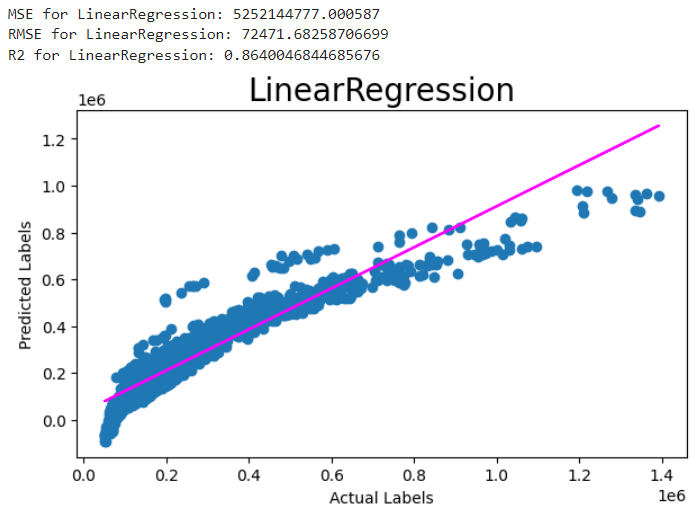 MSE for LinearRegression: 5252144777.000587
RMSE for LinearRegression: 72471.68258706699
R2 for LinearRegression: 0.8640046844685676
LinearRegression
1e6
1.2
1.0
0.8
0.6
0.4
0.2
0.0
Predicted Labels
0.0 0.2 0.4 0.6 0.8 1.0 1.2 1.4
1e6
Actual Labels